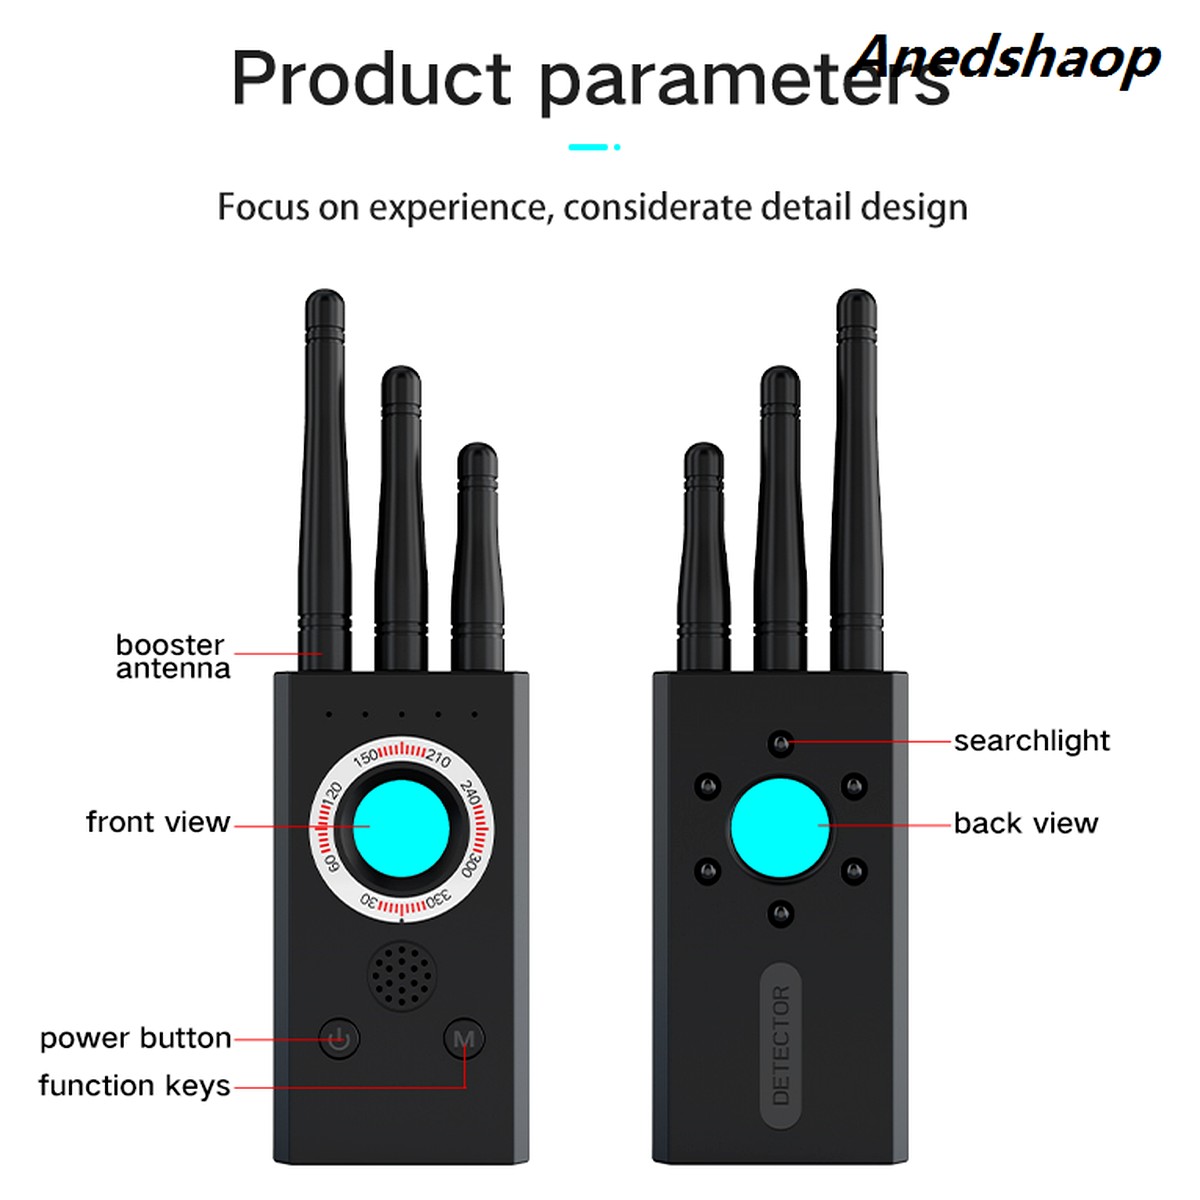 Anedshaop
Product parameters
Focus on experience, considerate detail design
booster
antenna
searchlight
front view
back view
150
210
120
240
60
300
30
330
power button
M
function keys
DETECTOR